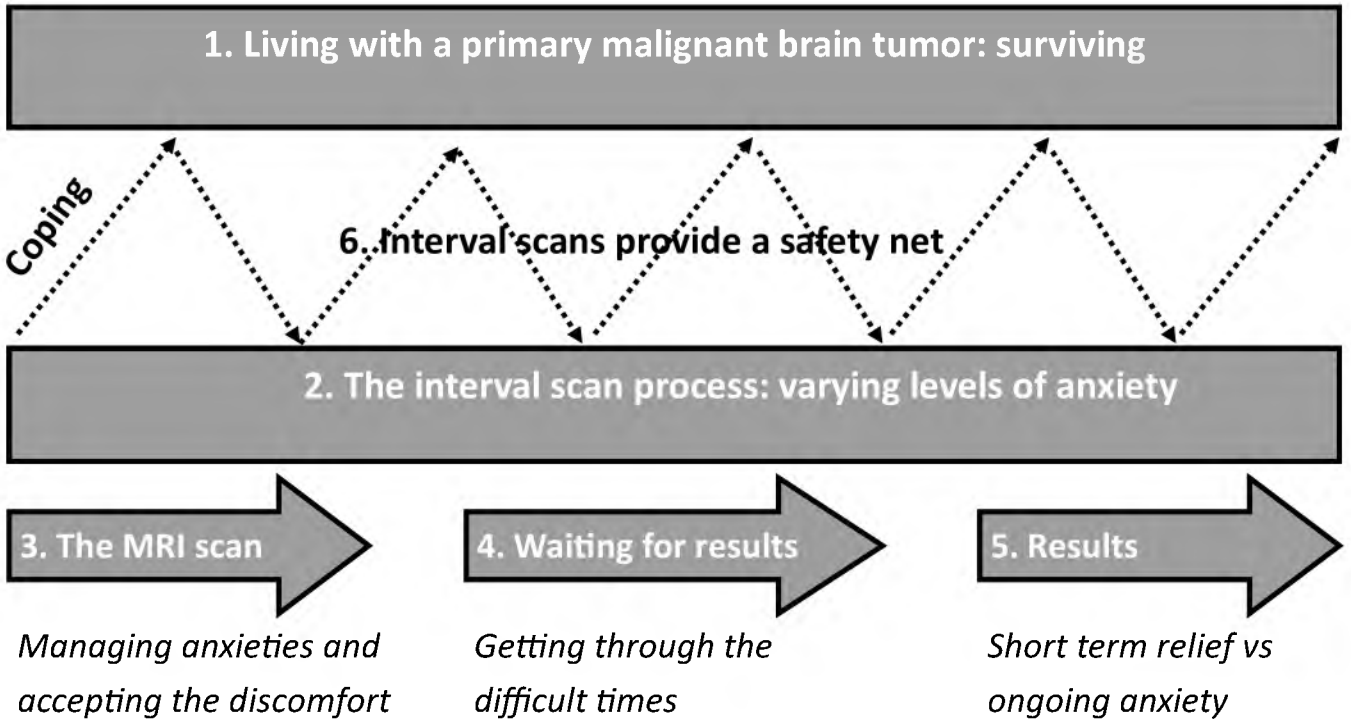 1. Living with a primary malignant brain tumor: surviving
Coping
6. Interval scans provide a safety net
2. The interval scan process: varying levels of anxiety
3. The MRI scan
4. Waiting for results
5. Results
Managing anxieties and
accepting the discomfort
Getting through the
difficult times
Short term relief vs
ongoing anxiety